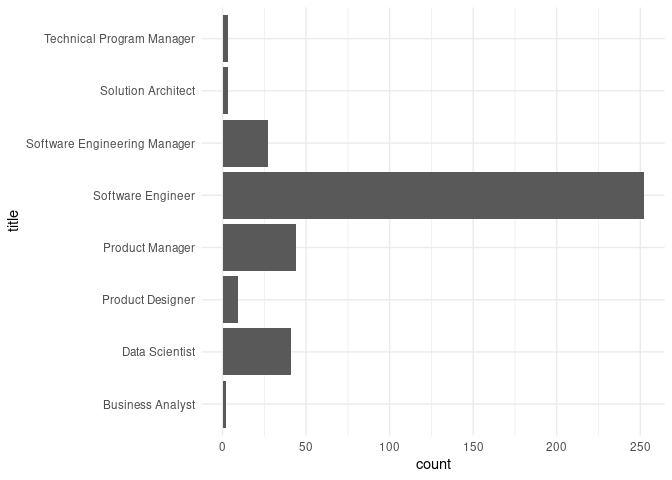 Technical Program Manager
Solution Architect
Software Engineering Manager
Software Engineer
Product Manager
Product Designer
Data Scientist
Business Analyst
title
0 50 100 150 200 250
count